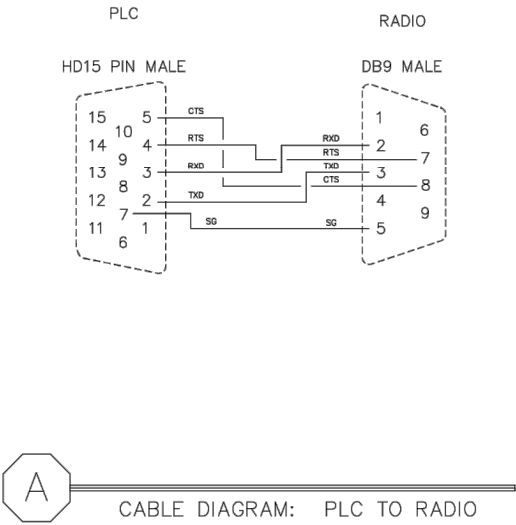 PLC
RADIO
HD15 PIN MALE
DB9 MALE
15 5 CTS
10
14 4 RTS
9
13 3 RXD
8
12 2 TXD
7
11 1 SG
6
1
6
RXD 2
RTS 7
TXD 3
CTS 8
4
9
SG 5
A
CABLE DIAGRAM: PLC TO RADIO